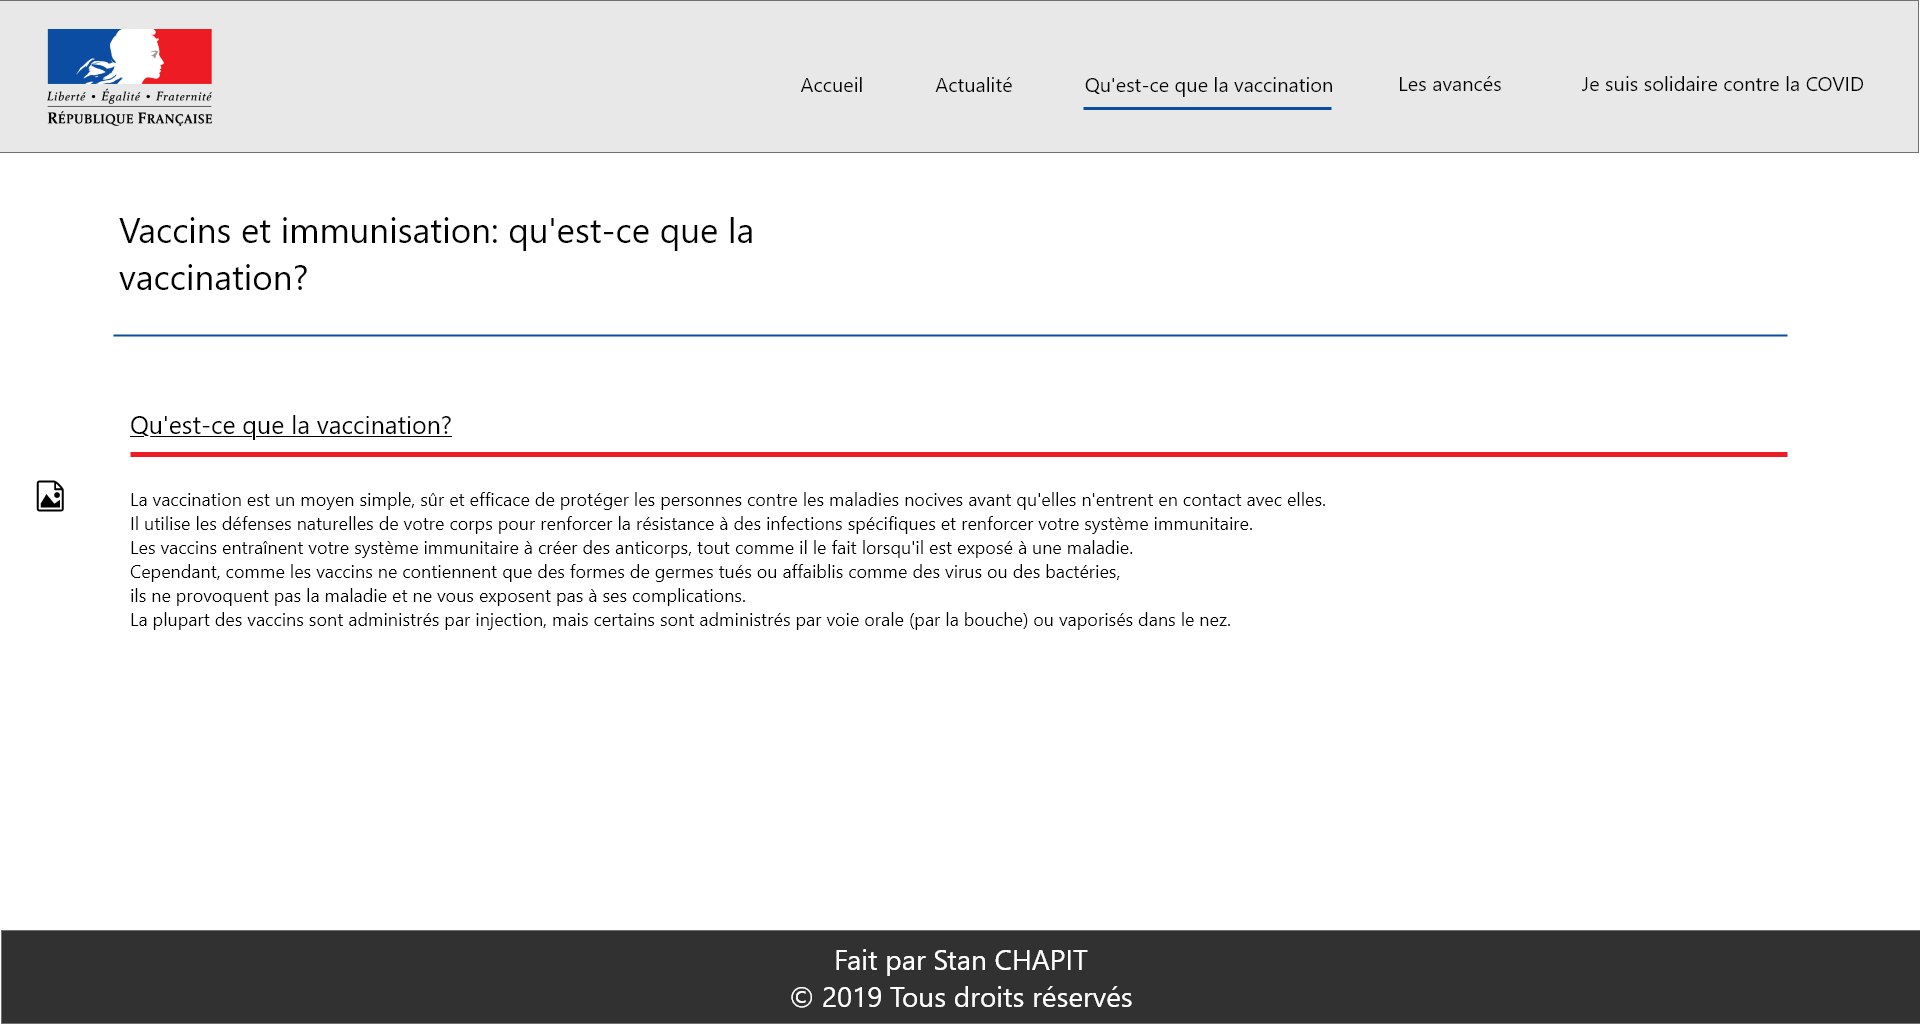 Liberté • Égalité • Fraternité
RÉPUBLIQUE FRANÇAISE
Accueil
Actualité
Qu'est-ce que la vaccination
Les avancés
Je suis solidaire contre la COVID
Vaccins et immunisation: qu'est-ce que la
vaccination?
Qu'est-ce que la vaccination?
La vaccination est un moyen simple, sûr et efficace de protéger les personnes contre les maladies nocives avant qu'elles n'entrent en contact avec elles.
Il utilise les défenses naturelles de votre corps pour renforcer la résistance à des infections spécifiques et renforcer votre système immunitaire.
Les vaccins entraînent votre système immunitaire à créer des anticorps, tout comme il le fait lorsqu'il est exposé à une maladie.
Cependant, comme les vaccins ne contiennent que des formes de germes tués ou affaiblis comme des virus ou des bactéries,
ils ne provoquent pas la maladie et ne vous exposent pas à ses complications.
La plupart des vaccins sont administrés par injection, mais certains sont administrés par voie orale (par la bouche) ou vaporisés dans le nez.
Fait par Stan CHAPIT
© 2019 Tous droits réservés